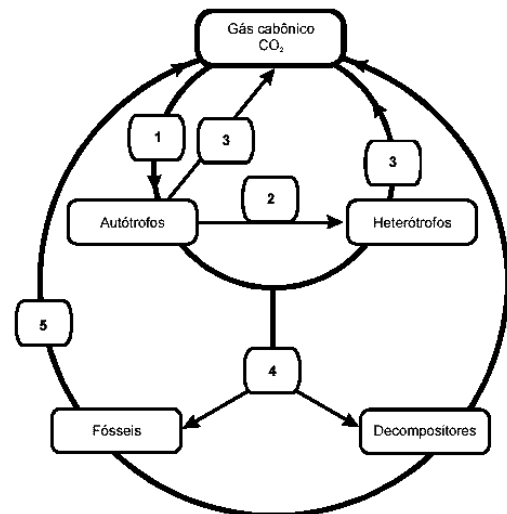 Gás cabônico
CO₂
1
3
3
2
Autótrofos
Heterótrofos
5
4
Fósseis
Decompositores